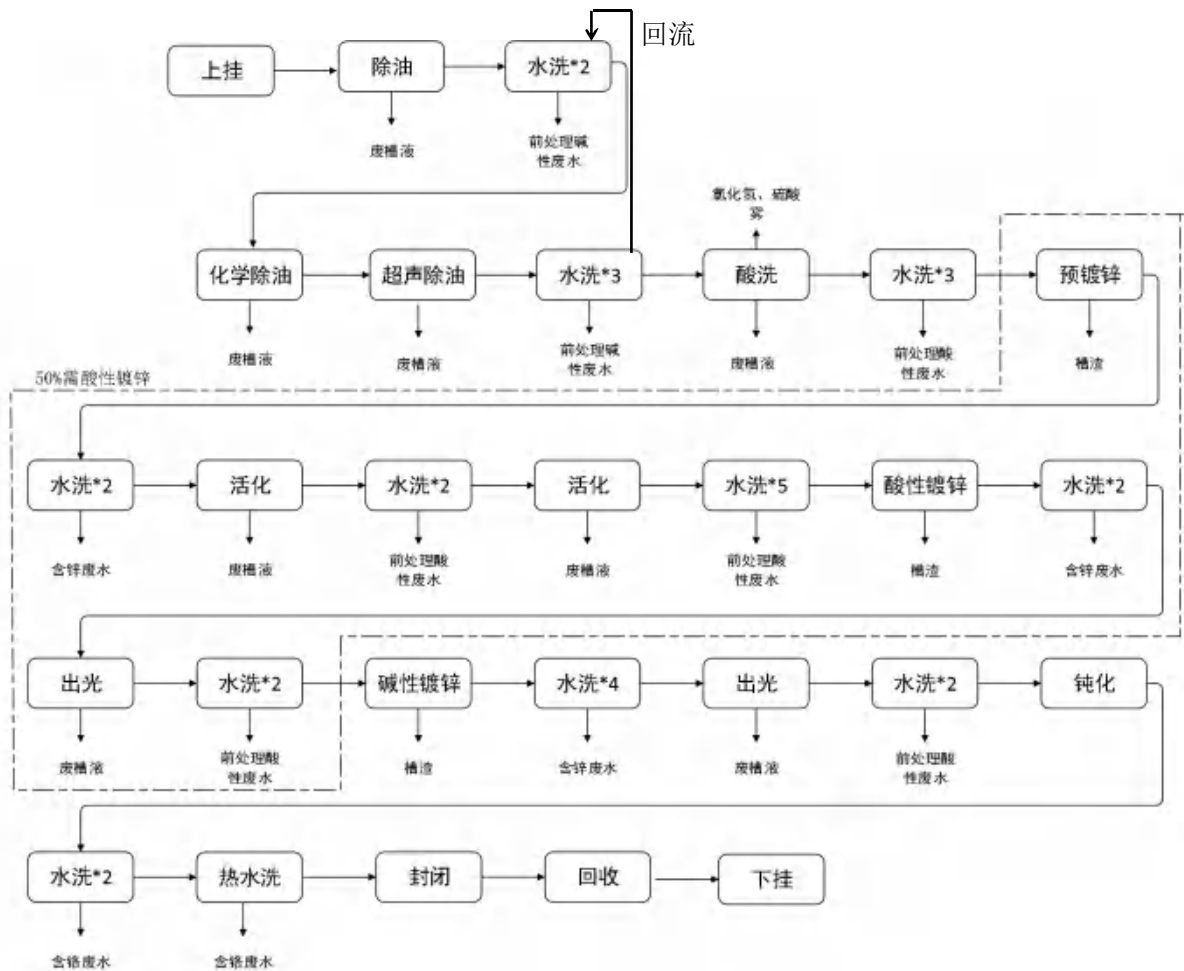 回流
上挂
除油
水洗*2
废槽液
前处理碱
性废水
氯化氢、硫酸
雾
化学除油
超声除油
水洗*3
酸洗
水洗*3
预镀锌
废槽液
废槽液
前处理碱
性废水
废槽液
前处理酸
性废水
槽渣
50%需酸性镀锌
水洗*2
活化
水洗*2
活化
水洗*5
酸性镀锌
水洗*2
含锌废水
废槽液
前处理酸
性废水
废槽液
前处理酸
性废水
槽渣
含锌废水
出光
水洗*2
碱性镀锌
水洗*4
出光
水洗*2
钝化
废槽液
前处理酸
性废水
槽渣
含锌废水
废槽液
前处理酸
性废水
水洗*2
热水洗
封闭
回收
下挂
含铬废水
含铬废水